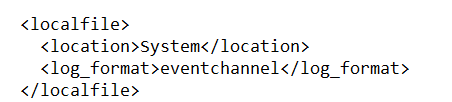 <localfile>
  <location>System</location>
  <log_format>eventchannel</log_format>
</localfile>